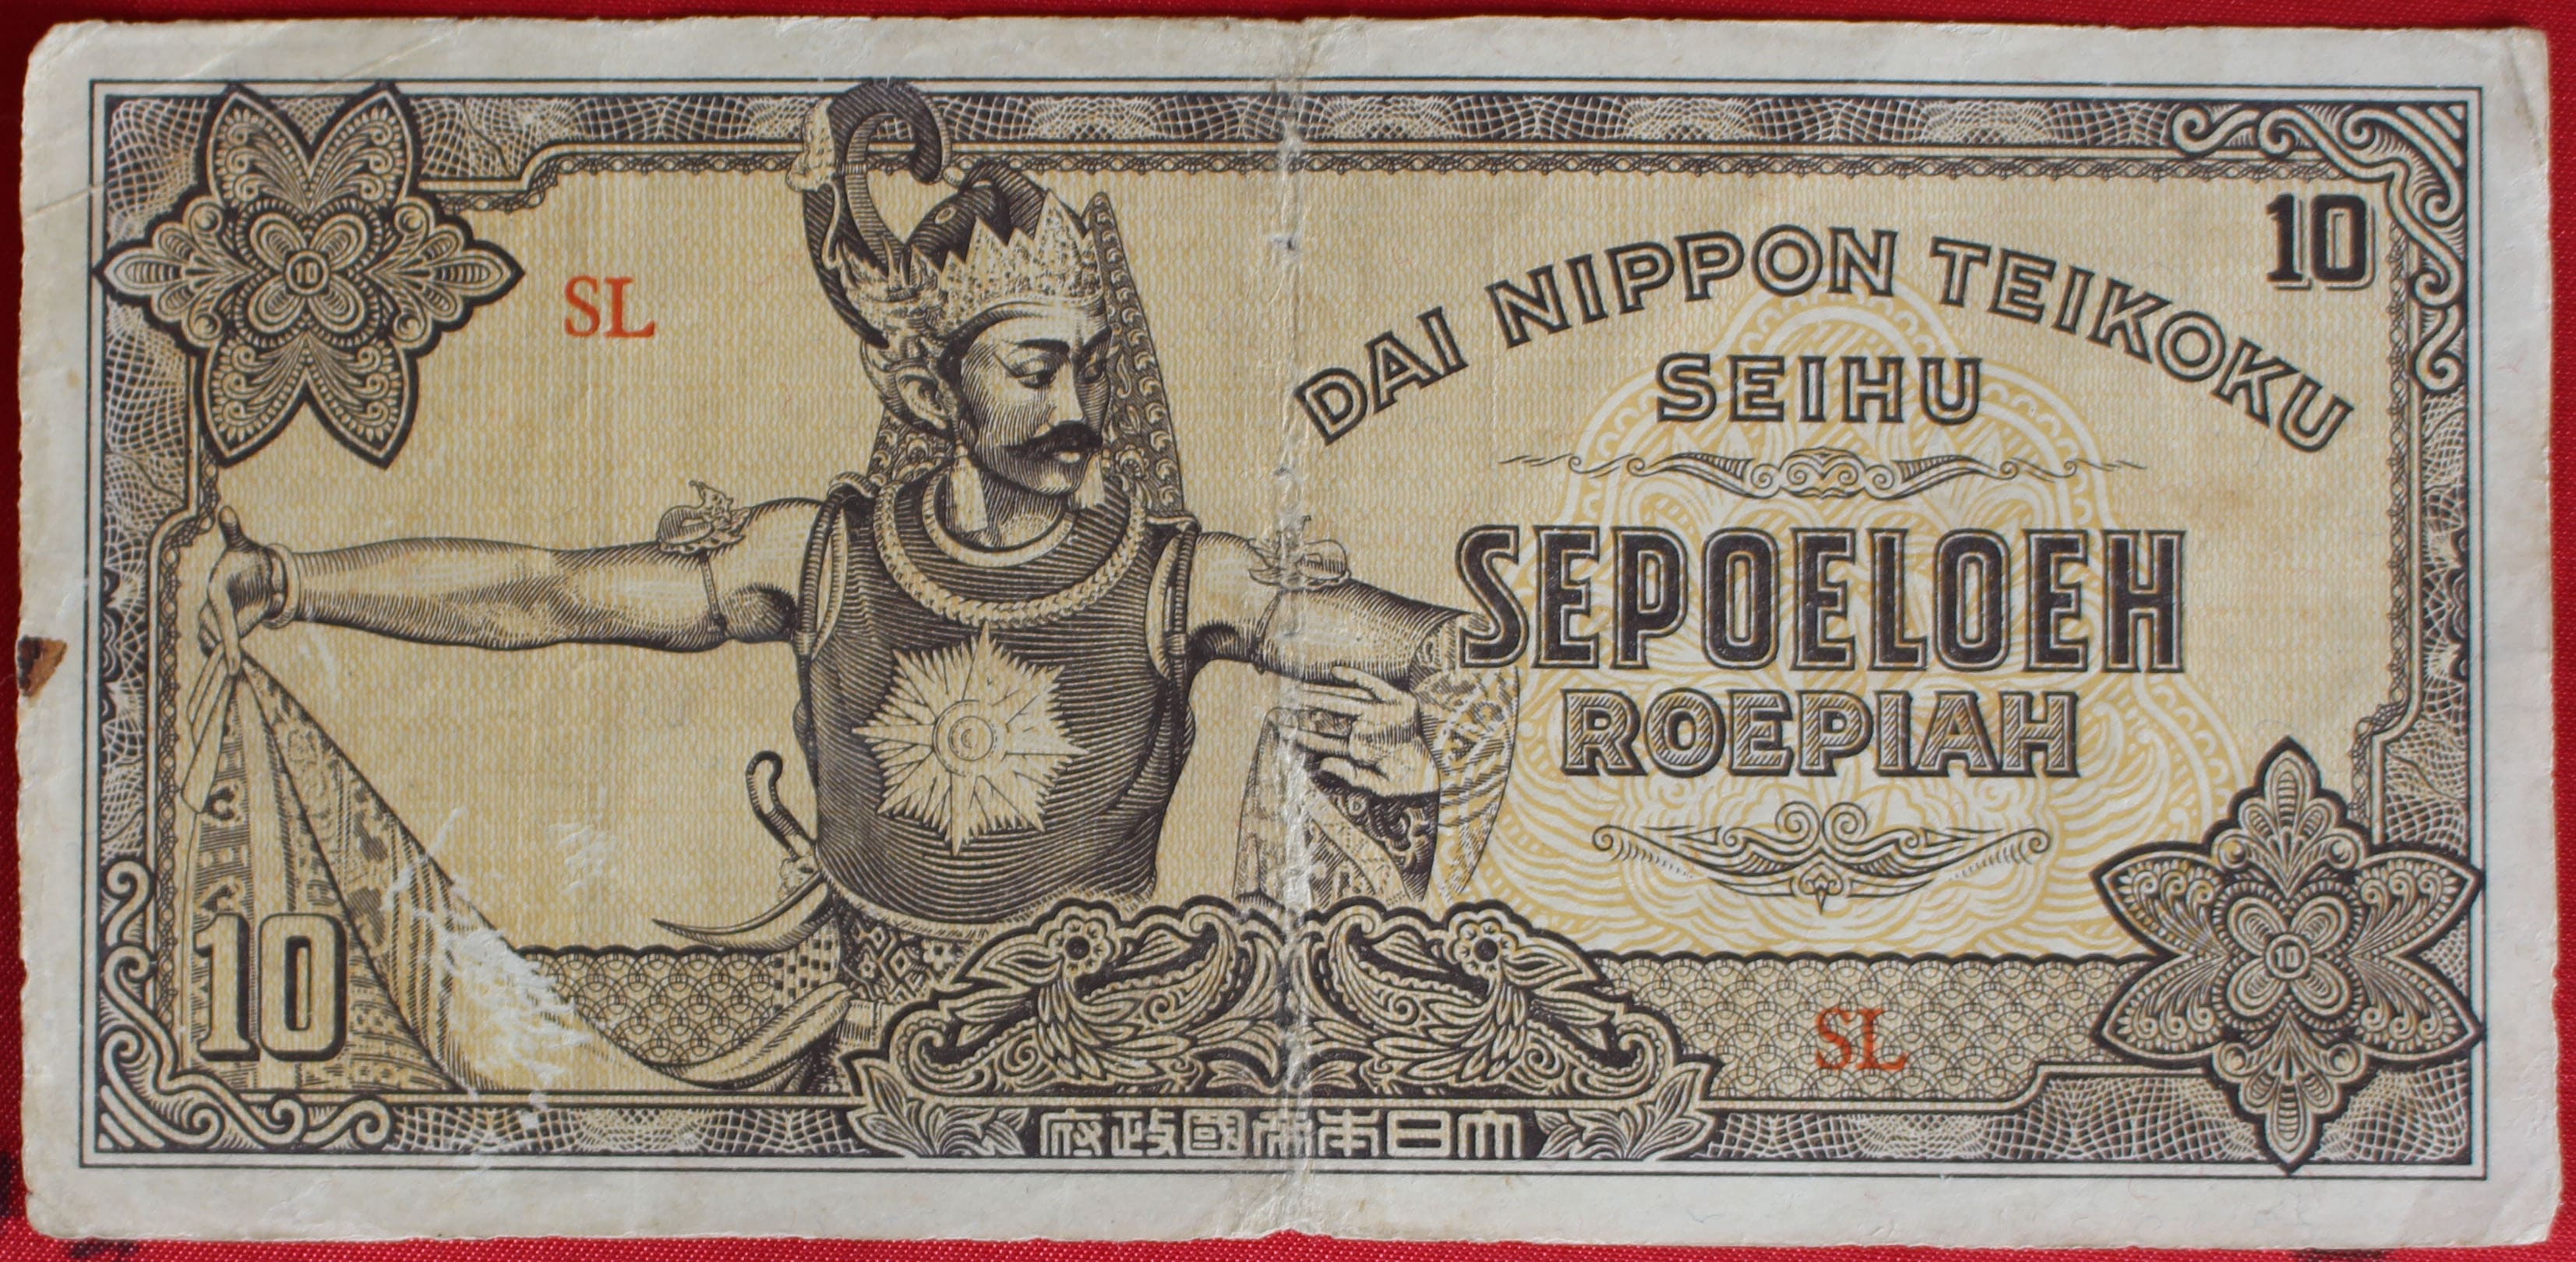 10
SL
10
DAI NIPPON TEIKOKU
SEIHU
SEPOELOEH
ROEPIAH
10
SL
10
大日本帝國政府